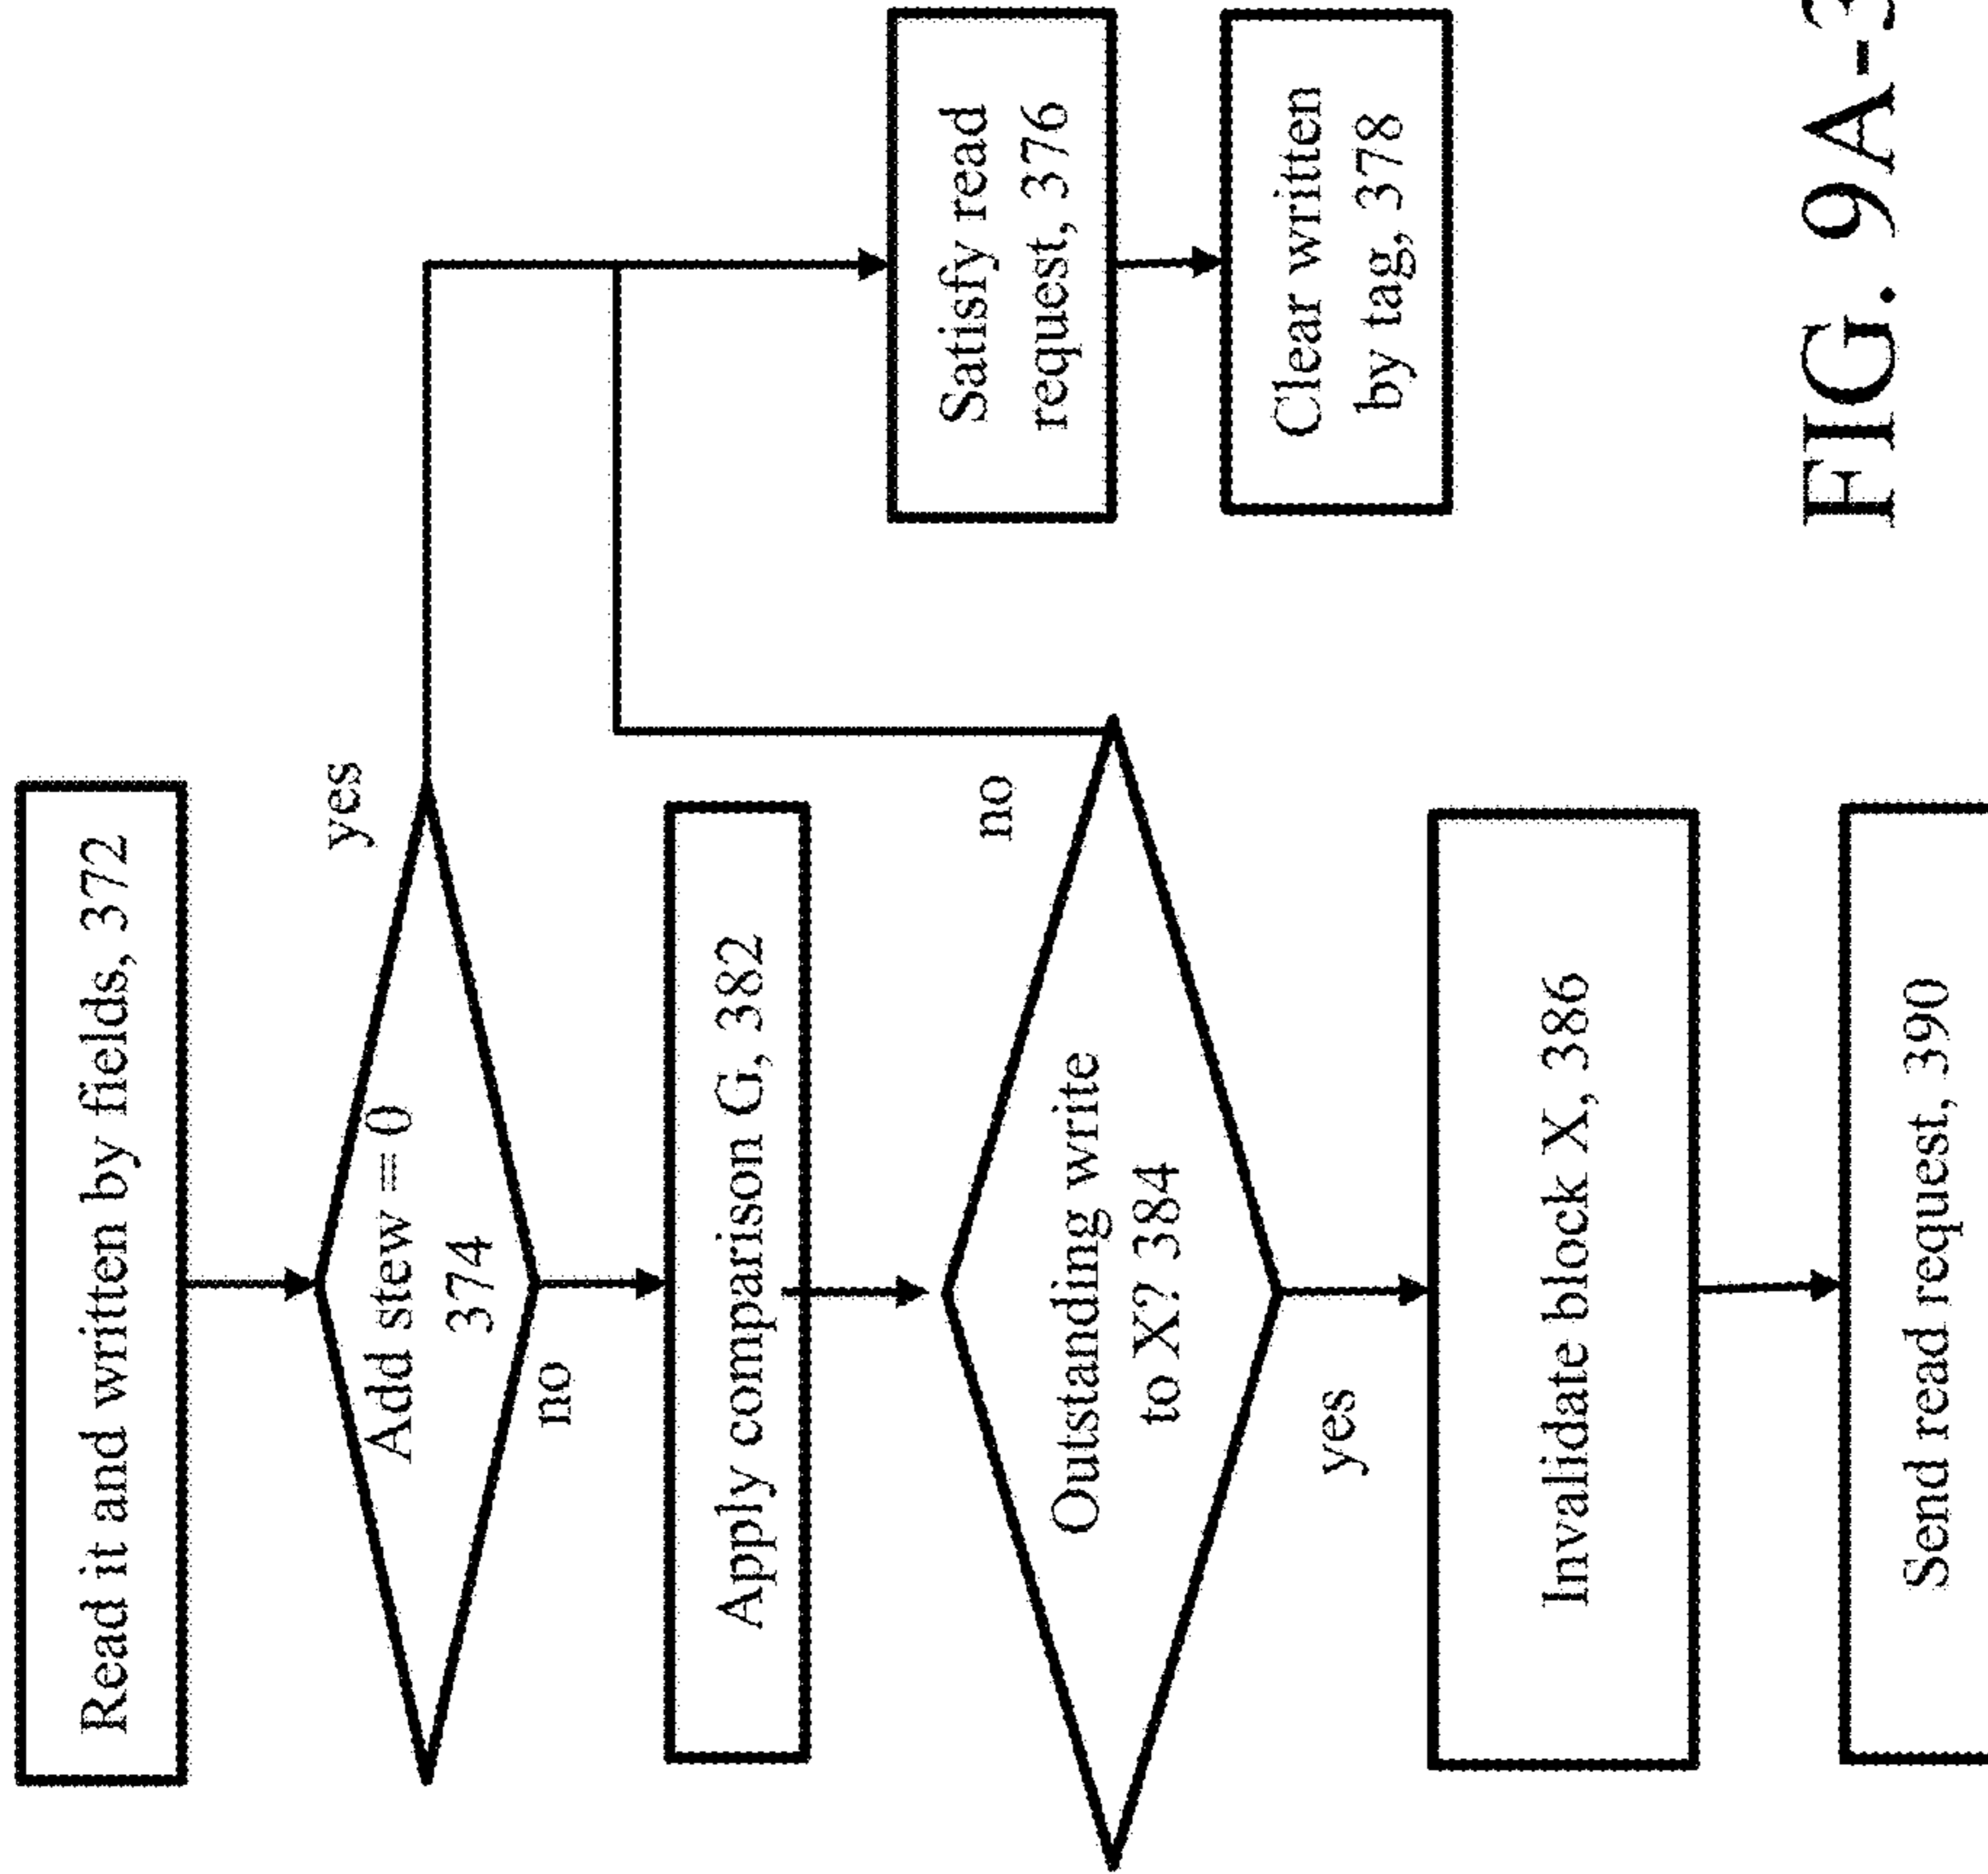 Read it and written by fields, 372
Add stew = 0
374
yes
no
Apply comparison G, 382
Outstanding write
to X? 384
no
yes
Satisfy read
request, 376
Clear written
by tag, 378
Invalidate block X, 386
Send read request, 390
FIG. 9A-3